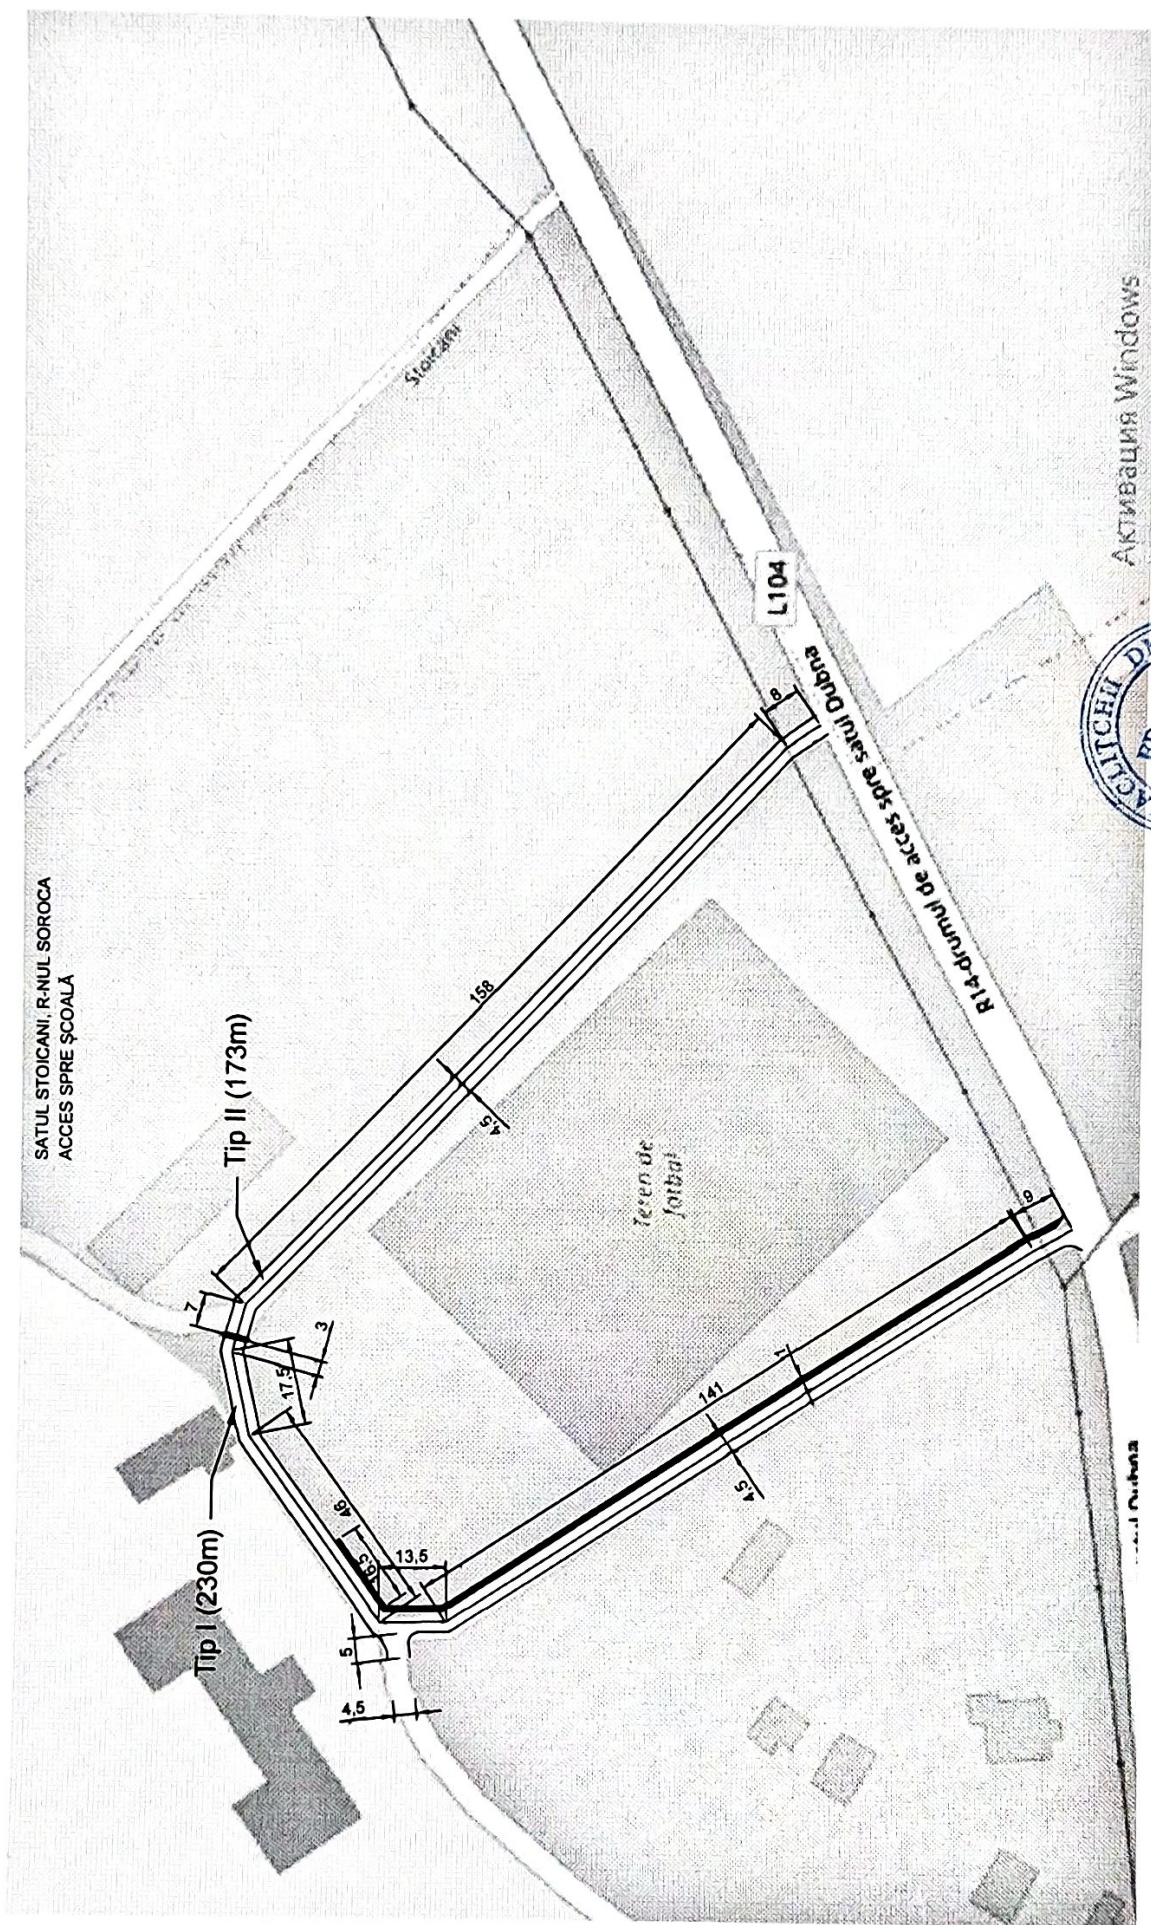 SATUL STOICANI, R-NUL SOROCA
ACCES SPRE ȘCOALĂ
Tip I (230m)
Tip II (173m)
7
3
17,5
46
16,5
13,5
5
4,5
158
4,5
8
141
1
4,5
9
Teren de
fotbal
Stoicani
L104
R14-drumul de acces spre satul Dubna
Активация Windows
Dubna